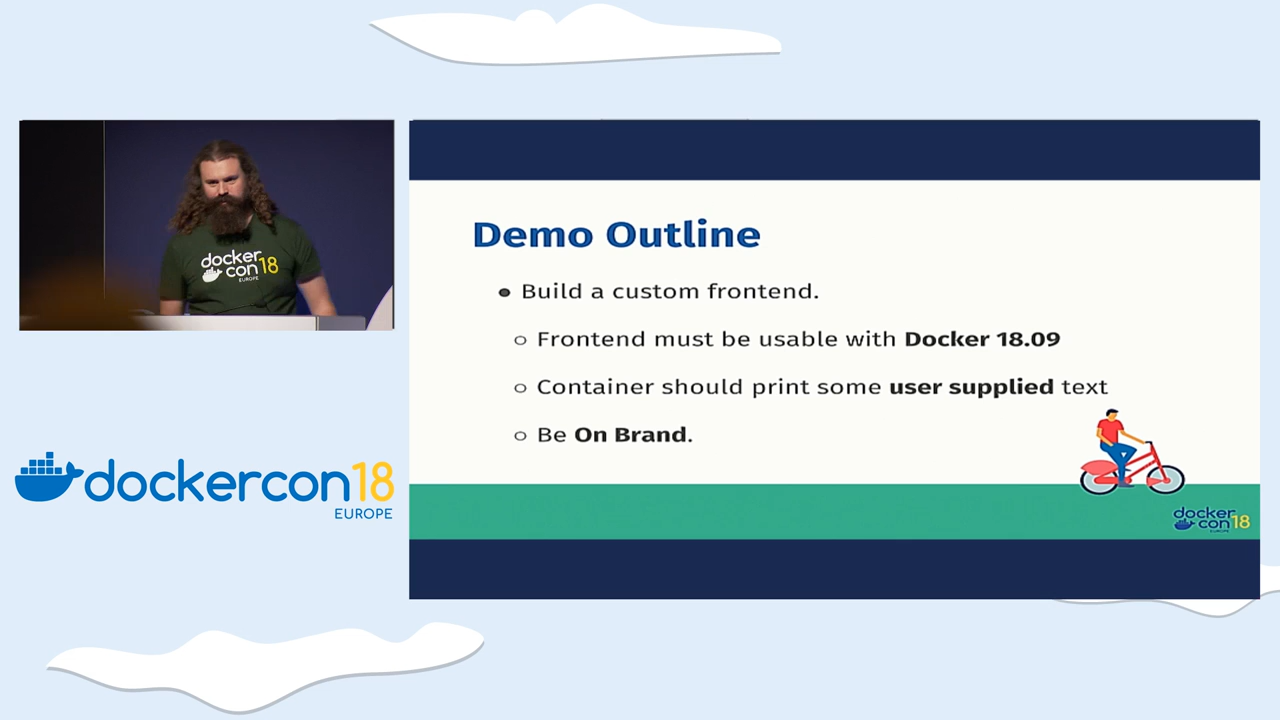 docker
con18
EUROPE
dockercon18
EUROPE
Demo Outline
Build a custom frontend.
Frontend must be usable with Docker 18.09
Container should print some user supplied text
Be On Brand.
docker
con18
EUROPE